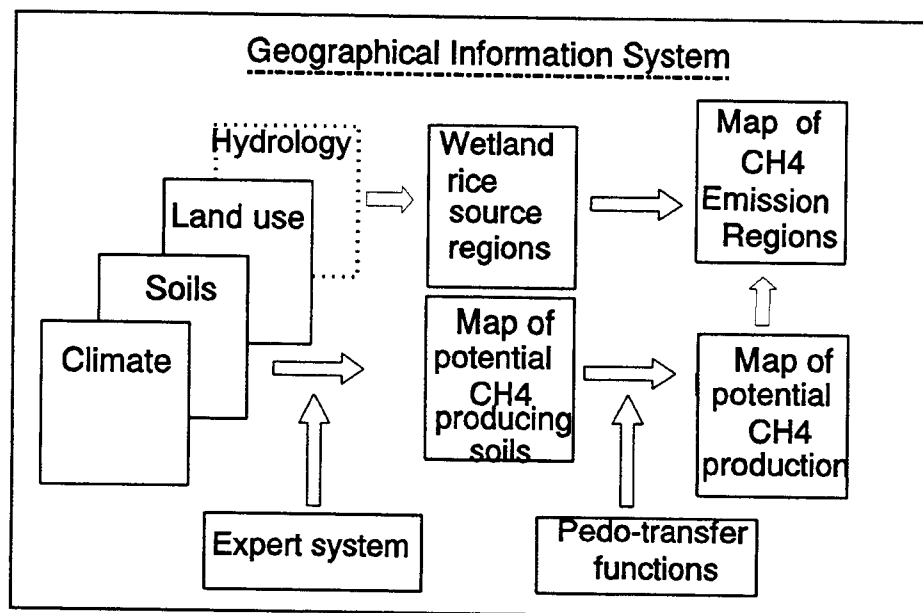 Geographical Information System
Hydrology
Land use
Soils
Climate
Wetland
rice
source
regions
Map of
CH4
Emission
Regions
Map of
potential
CH4
producing
soils
Map of
potential
CH4
production
Expert system
Pedo-transfer
functions